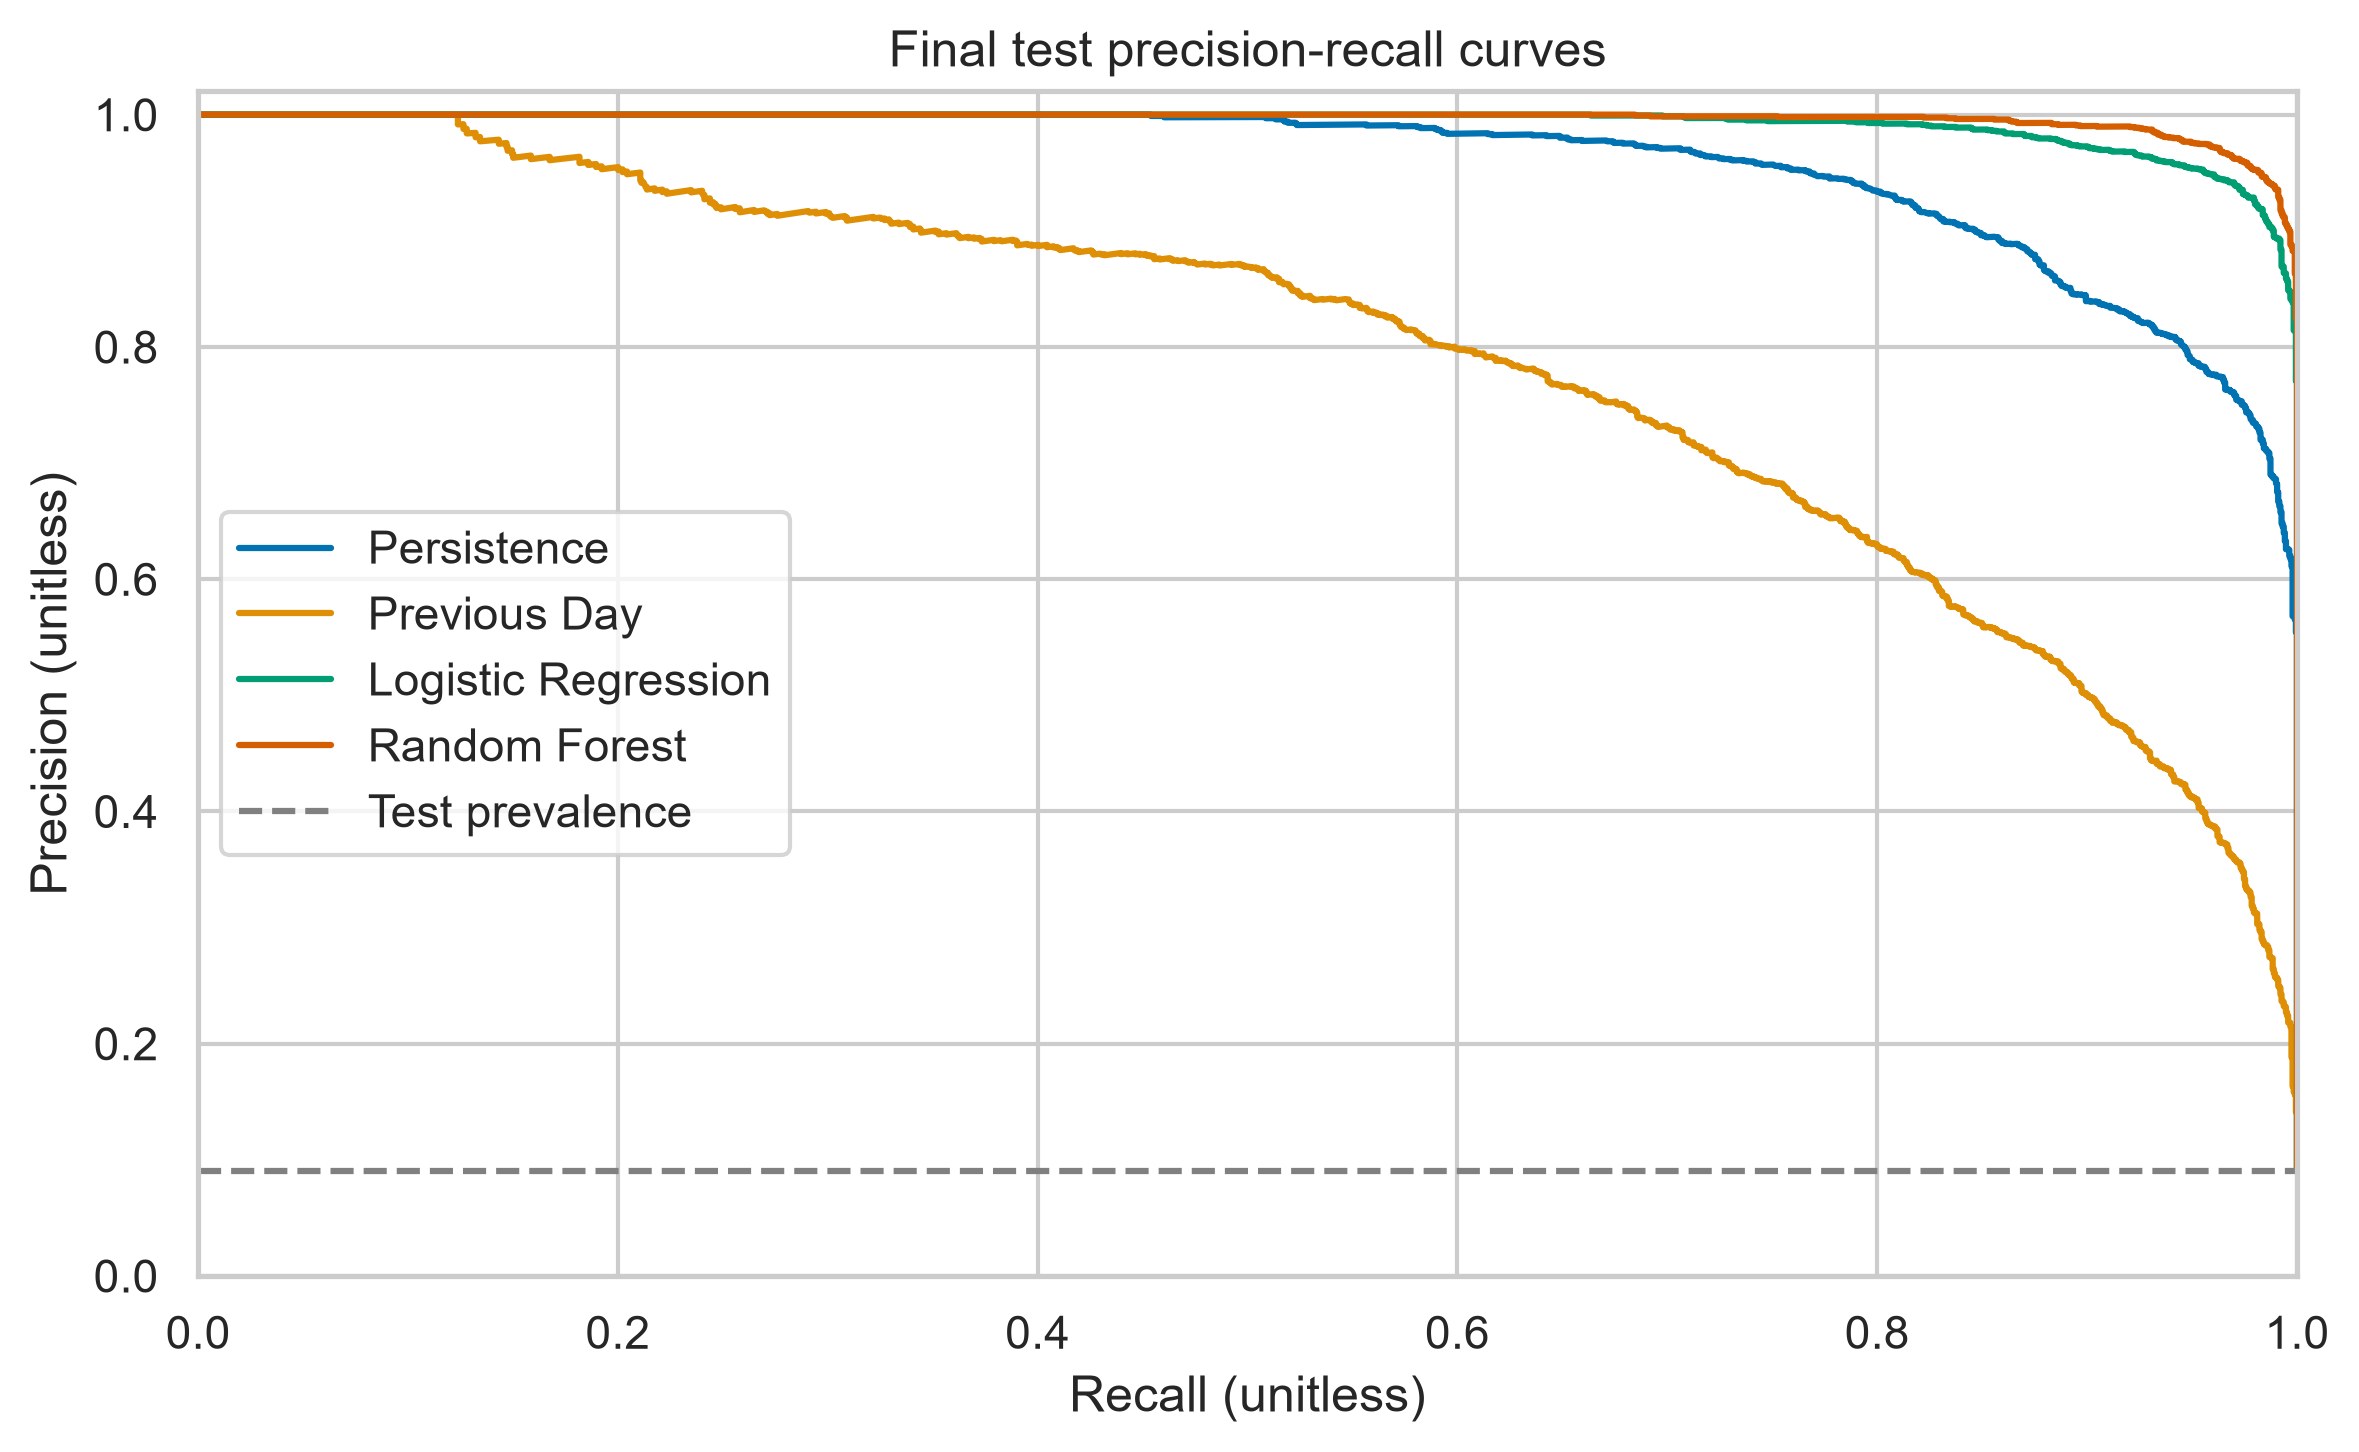 Final test precision-recall curves
Precision (unitless)
1.0
0.8
0.6
0.4
0.2
0.0
Persistence
Previous Day
Logistic Regression
Random Forest
Test prevalence
0.0 0.2 0.4 0.6 0.8 1.0
Recall (unitless)